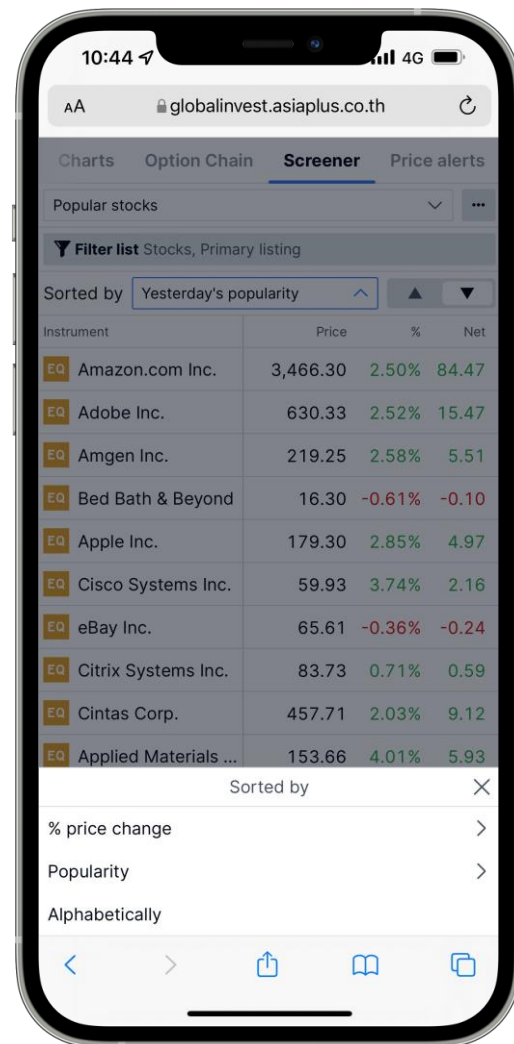 10:44 4G
AA globalinvest.asiaplus.co.th
Charts Option Chain Screener Price alerts
Popular stocks
Filter list Stocks, Primary listing
Sorted by Yesterday's popularity
Instrument Price % Net
EQ Amazon.com Inc. 3,466.30 2.50% 84.47
EQ Adobe Inc. 630.33 2.52% 15.47
EQ Amgen Inc. 219.25 2.58% 5.51
EQ Bed Bath & Beyond 16.30 -0.61% -0.10
EQ Apple Inc. 179.30 2.85% 4.97
EQ Cisco Systems Inc. 59.93 3.74% 2.16
EQ eBay Inc. 65.61 -0.36% -0.24
EQ Citrix Systems Inc. 83.73 0.71% 0.59
EQ Cintas Corp. 457.71 2.03% 9.12
EQ Applied Materials ... 153.66 4.01% 5.93
Sorted by
% price change
Popularity
Alphabetically